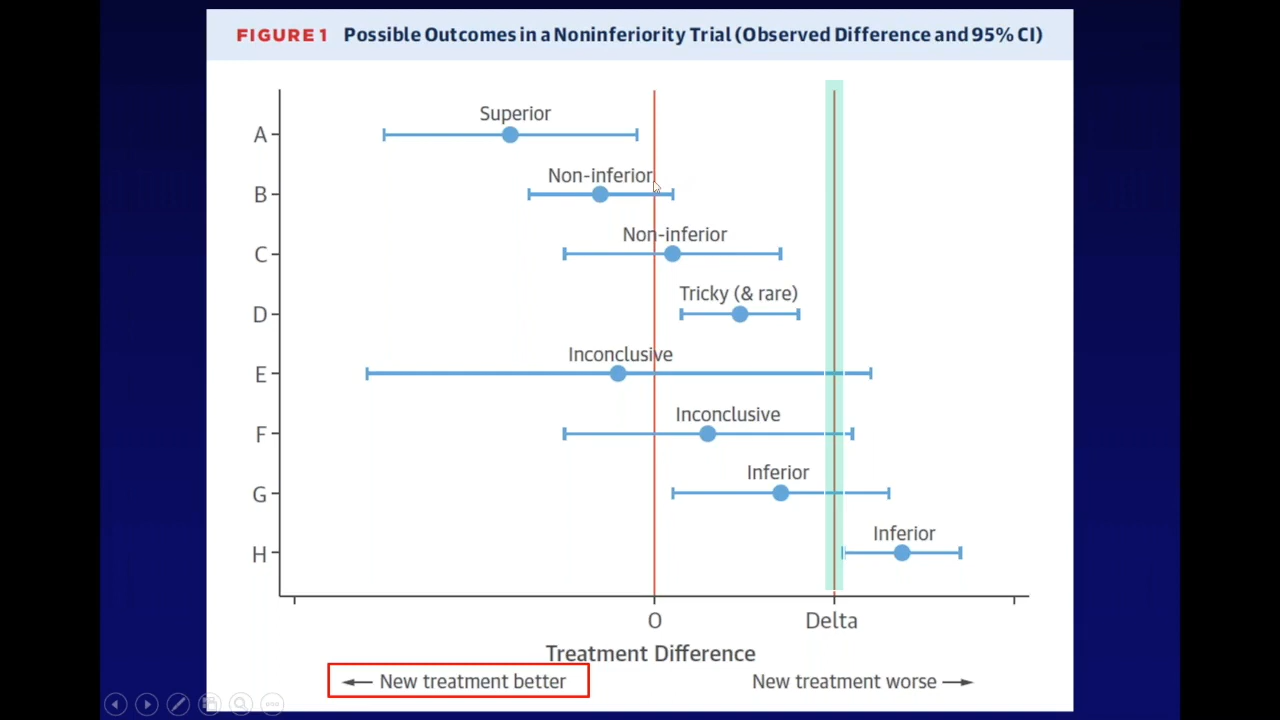 FIGURE 1 Possible Outcomes in a Noninferiority Trial (Observed Difference and 95% CI)
A
Superior
B
Non-inferior
C
Non-inferior
D
Tricky (& rare)
E
Inconclusive
F
Inconclusive
G
Inferior
H
Inferior
0
Delta
Treatment Difference
New treatment better
New treatment worse